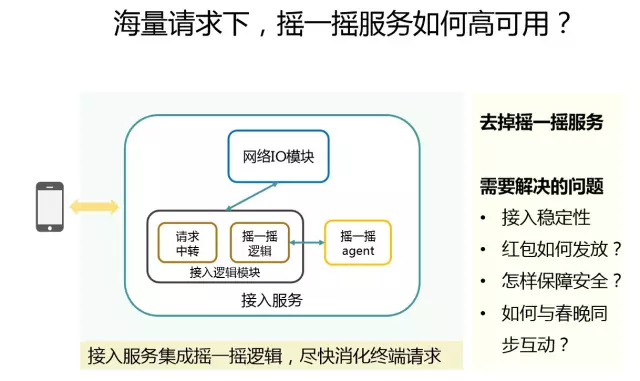 海量请求下，摇一摇服务如何高可用？
网络IO模块
请求
中转
摇一摇
逻辑
接入逻辑模块
摇一摇
agent
接入服务
接入服务集成摇一摇逻辑，尽快消化终端请求
去掉摇一摇服务
需要解决的问题
• 接入稳定性
• 红包如何发放？
• 怎样保障安全？
• 如何与春晚同
步互动？